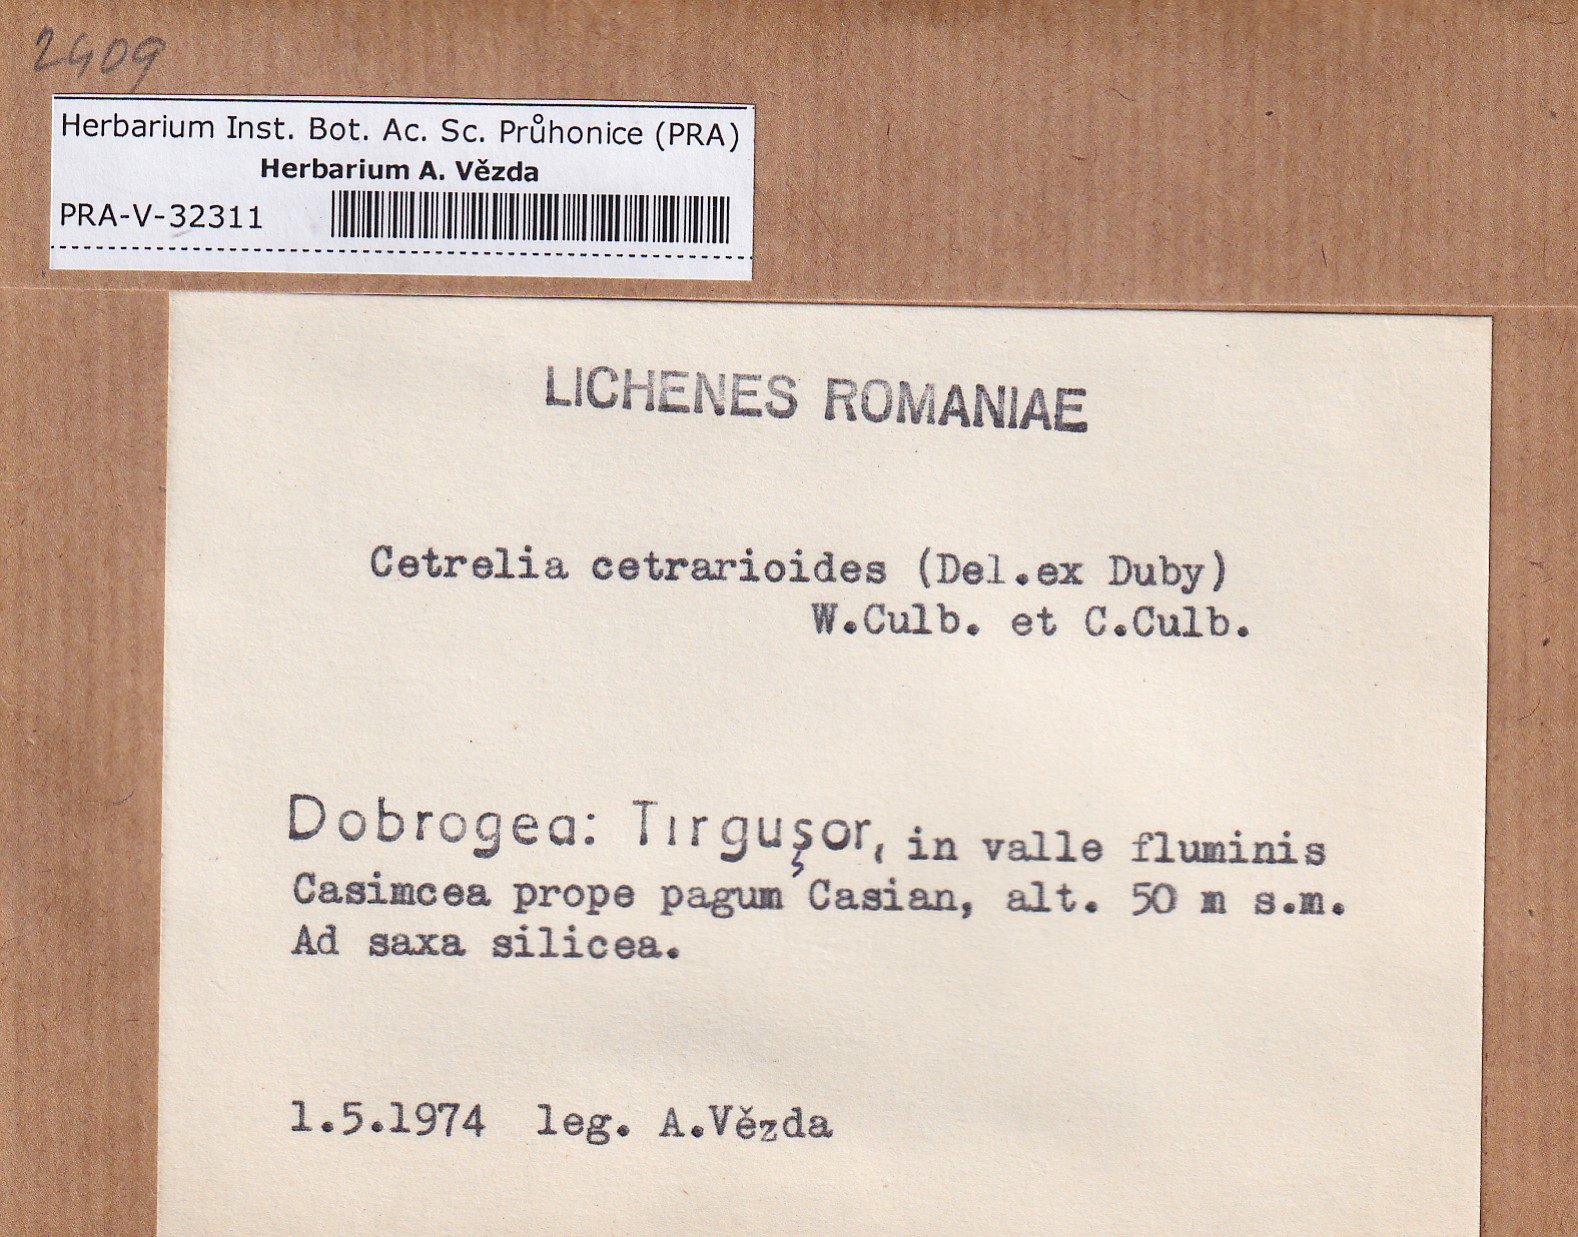 2409
Herbarium Inst. Bot. Ac. Sc. Průhonice (PRA)
Herbarium A. Vězda
PRA-V-32311
LICHENES ROMANIAE
Cetrelia cetrarioides (Del.ex Duby)
W.Culb. et C.Culb.
Dobrogea: Tırguşor, in valle fluminis
Casimcea prope pagum Casian, alt. 50 m s.m.
Ad saxa silicea.
1.5.1974 leg. A.Vězda